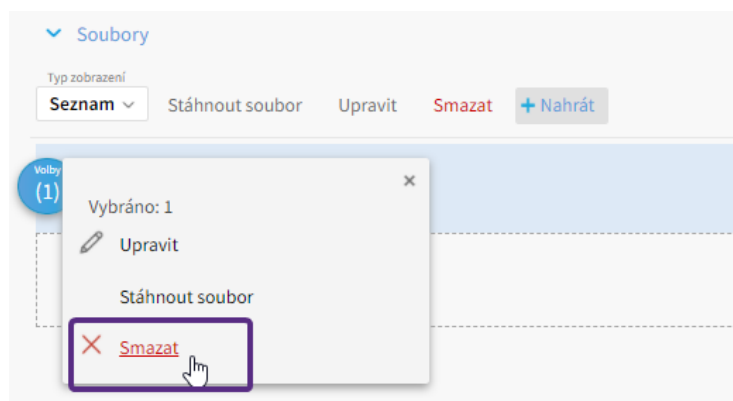 Soubory
Typ zobrazení
Seznam Stáhnout soubor Upravit Smazat + Nahrát
Volby
(1)
×
Vybráno: 1
Upravit
Stáhnout soubor
Smazat